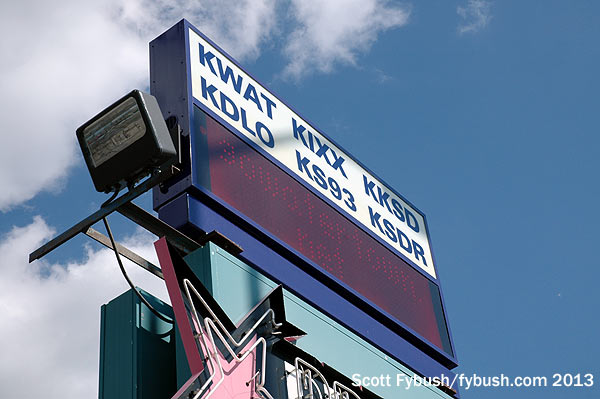 KWAT KIXX KKSD
KDLO KS93 KSDR
Scott Fybush/fybush.com 2013